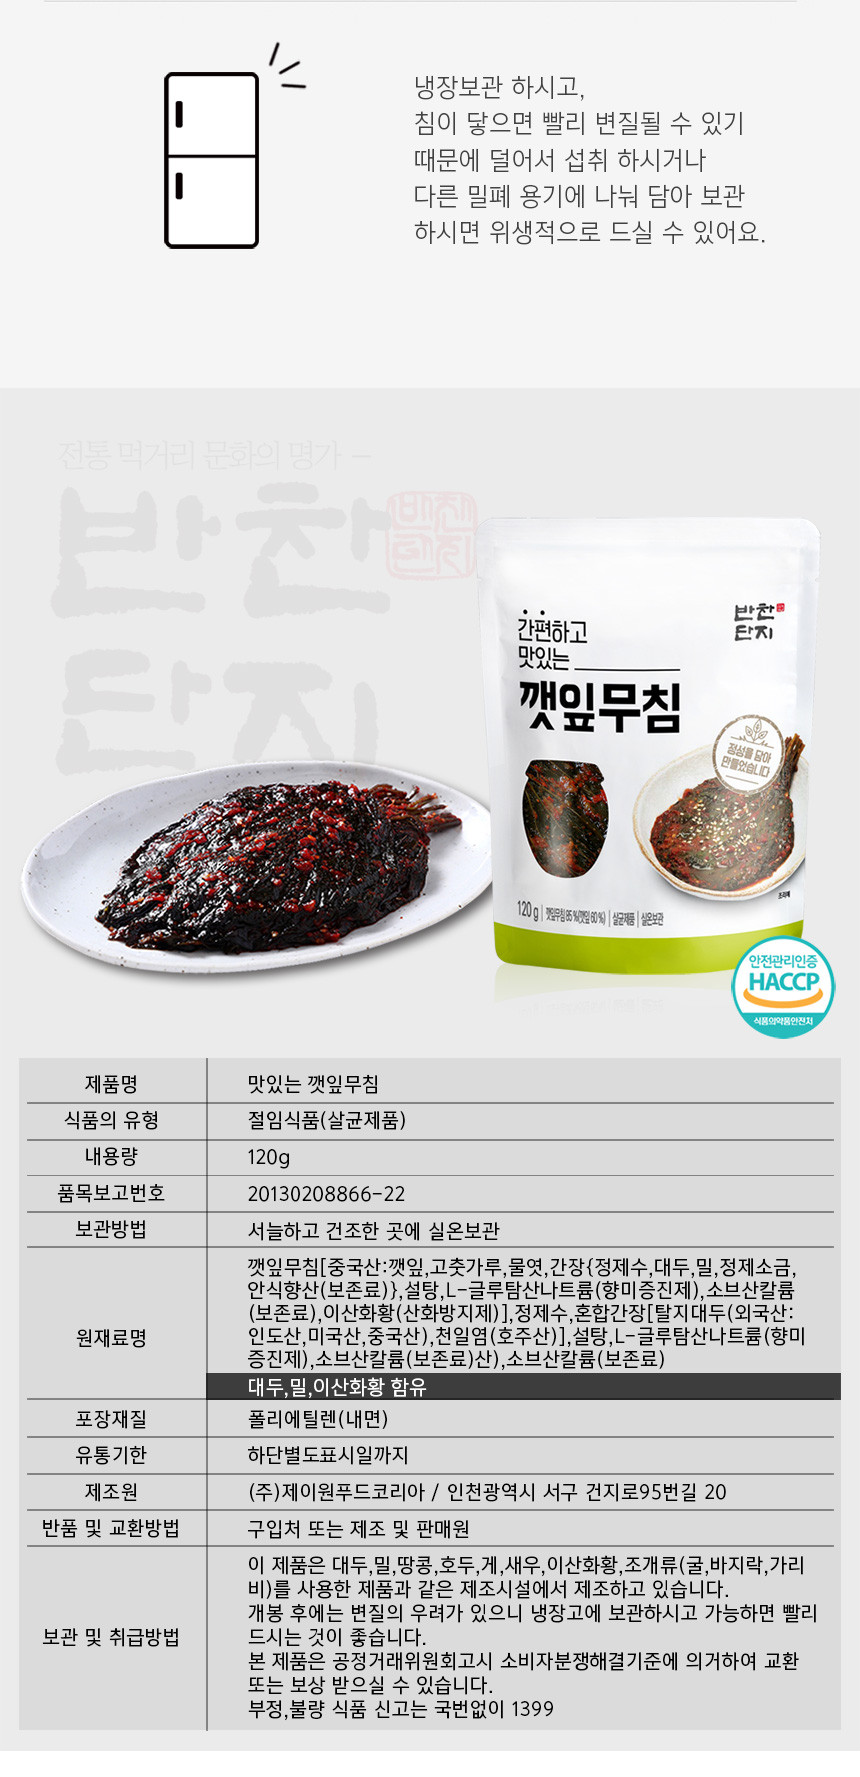 냉장보관 하시고,
침이 닿으면 빨리 변질될 수 있기
때문에 덜어서 섭취 하시거나
다른 밀폐 용기에 나눠 담아 보관
하시면 위생적으로 드실 수 있어요.
전통 먹거리 문화의 명가 –
반찬
단지
반찬
단지
간편하고
맛있는
깻잎무침
반찬
단지
정성을 담아
만들었습니다
조리예
120g | 깻잎무침 85%(깻잎 60%) | 살균제품 | 실온보관
안전관리인증
HACCP
식품의약품안전처
제품명 맛있는 깻잎무침
식품의 유형 절임식품(살균제품)
내용량 120g
품목보고번호 20130208866-22
보관방법 서늘하고 건조한 곳에 실온보관
원재료명 깻잎무침[중국산:깻잎,고춧가루,물엿,간장{정제수,대두,밀,정제소금,
안식향산(보존료)},설탕,L-글루탐산나트륨(향미증진제),소브산칼륨
(보존료),이산화황(산화방지제)],정제수,혼합간장[탈지대두(외국산:
인도산,미국산,중국산),천일염(호주산)],설탕,L-글루탐산나트륨(향미
증진제),소브산칼륨(보존료)산),소브산칼륨(보존료)
대두,밀,이산화황 함유
포장재질 폴리에틸렌(내면)
유통기한 하단별도표시일까지
제조원 (주)제이원푸드코리아 / 인천광역시 서구 건지로95번길 20
반품 및 교환방법 구입처 또는 제조 및 판매원
보관 및 취급방법 이 제품은 대두,밀,땅콩,호두,게,새우,이산화황,조개류(굴,바지락,가리
비)를 사용한 제품과 같은 제조시설에서 제조하고 있습니다.
개봉 후에는 변질의 우려가 있으니 냉장고에 보관하시고 가능하면 빨리
드시는 것이 좋습니다.
본 제품은 공정거래위원회고시 소비자분쟁해결기준에 의거하여 교환
또는 보상 받으실 수 있습니다.
부정,불량 식품 신고는 국번없이 1399